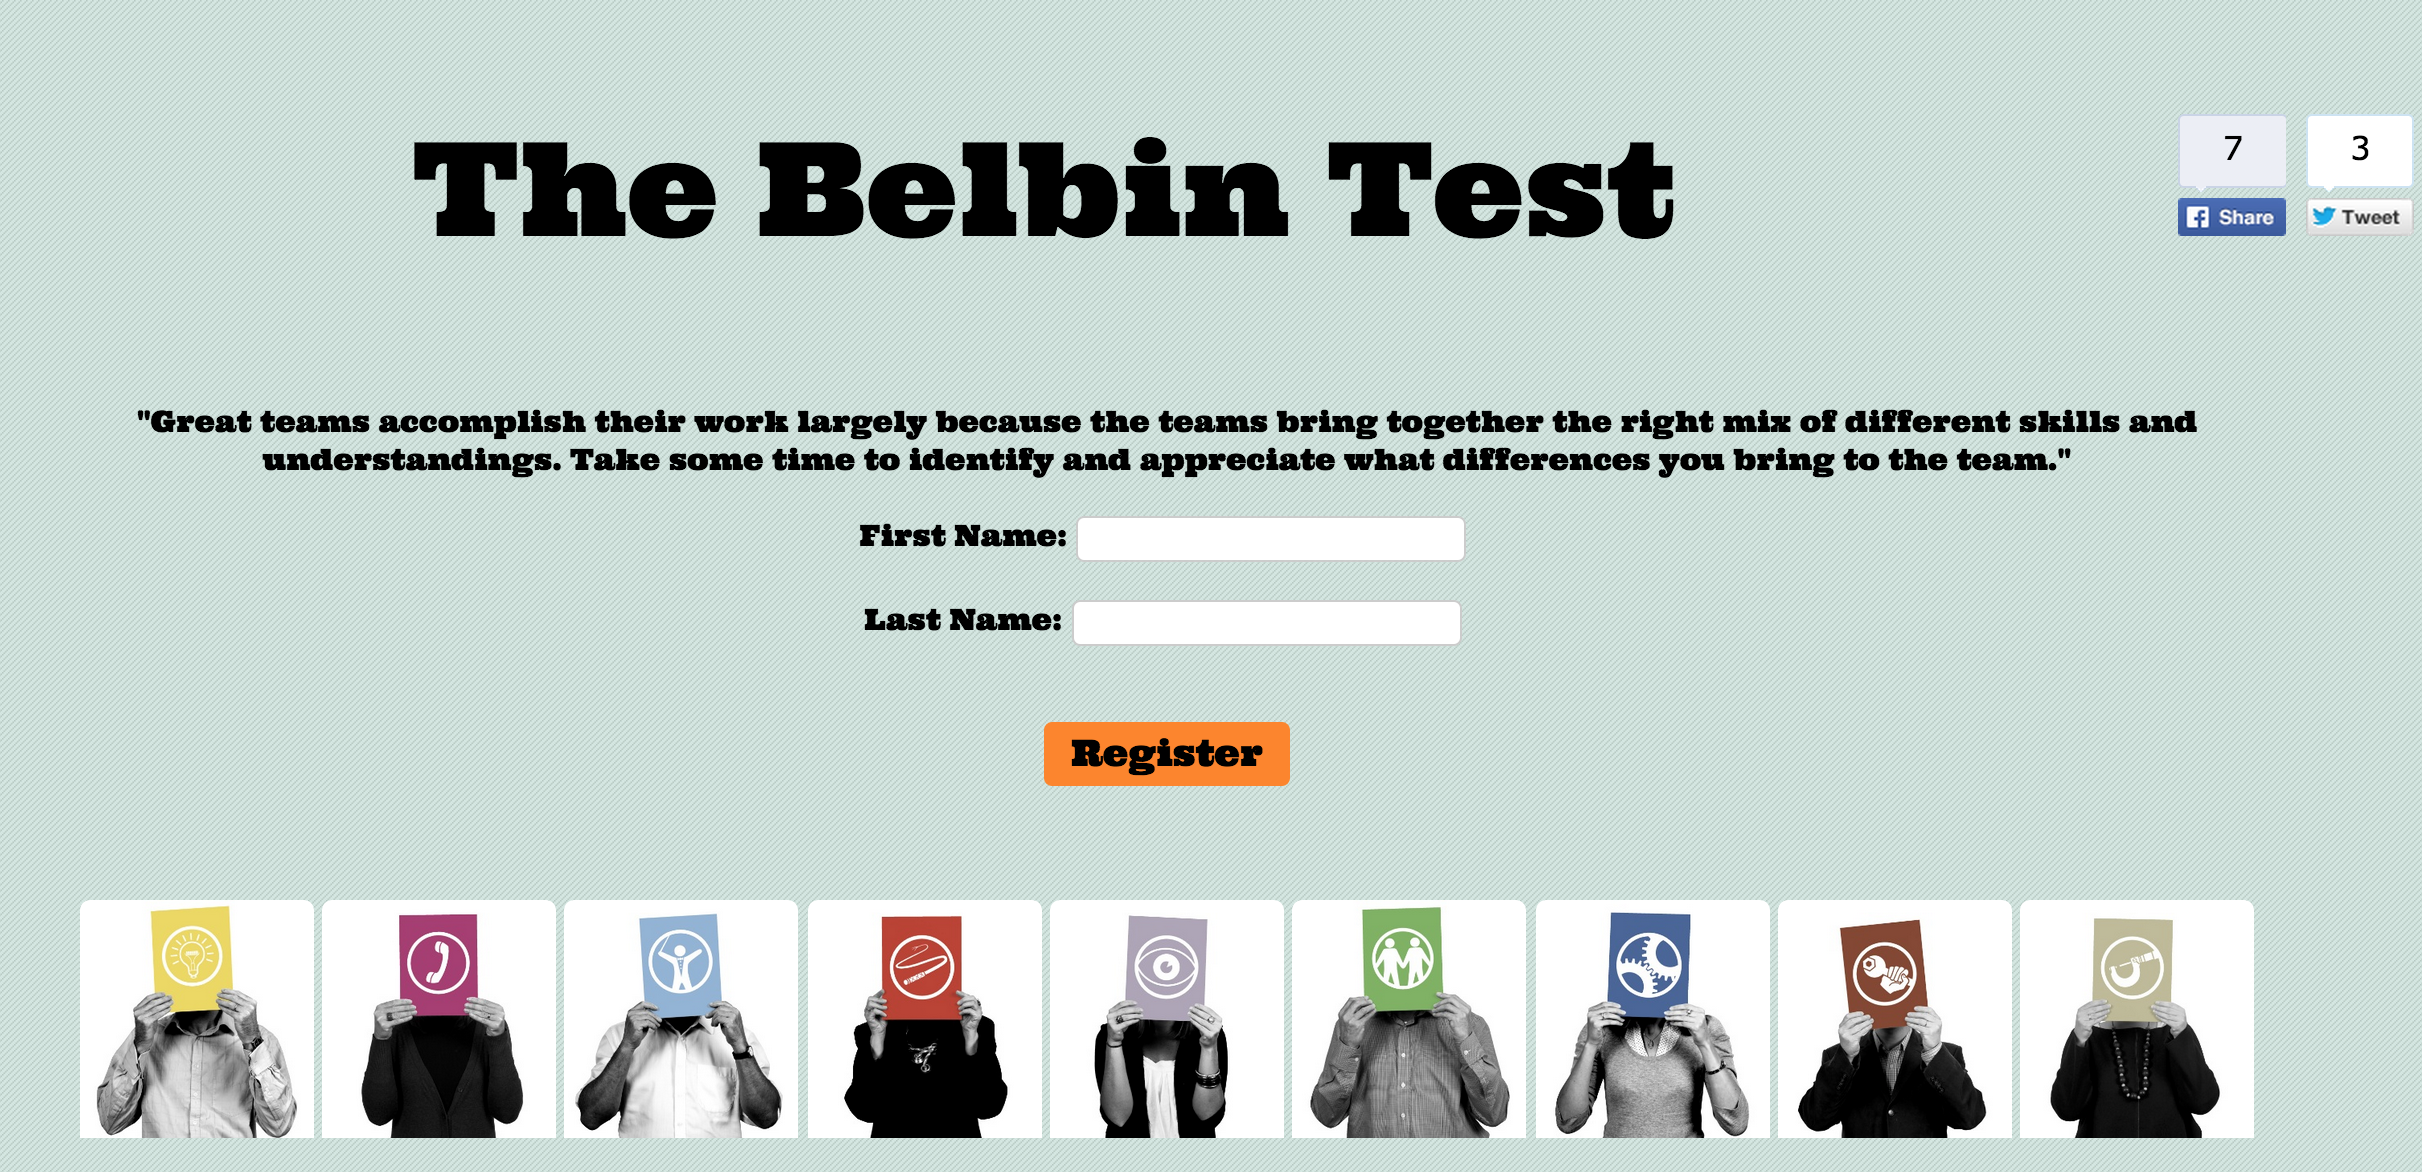 The Belbin Test
7
3
Share
Tweet
"Great teams accomplish their work largely because the teams bring together the right mix of different skills and
understandings. Take some time to identify and appreciate what differences you bring to the team."
First Name:
Last Name:
Register